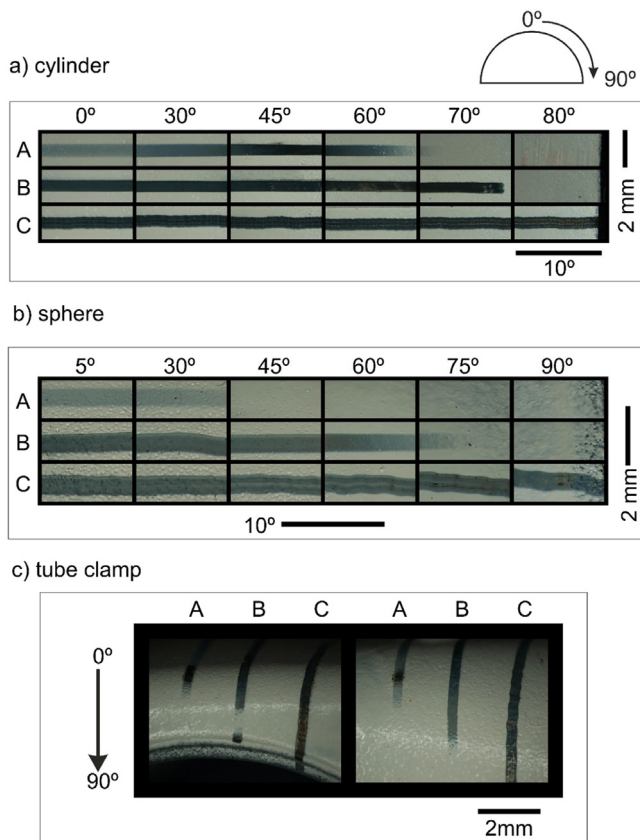 0º
90º
a) cylinder
0º 30º 45º 60º 70º 80º
A
B
C
2 mm
10º
b) sphere
5º 30º 45º 60º 75º 90º
A
B
C
2 mm
10º
c) tube clamp
A B C A B C
0º
90º
2mm